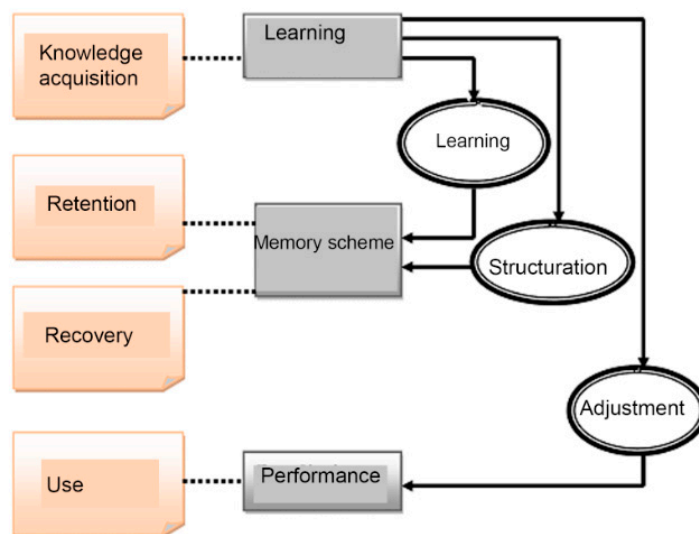 Knowledge
acquisition
Learning
Learning
Retention
Memory scheme
Structuration
Recovery
Adjustment
Use
Performance